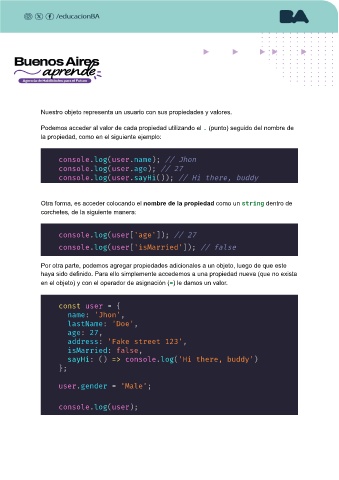 /educacionBA
BA
Buenos Aires
aprende
Agencia de Habilidades para el Futuro
Nuestro objeto representa un usuario con sus propiedades y valores.
Podemos acceder al valor de cada propiedad utilizando el . (punto) seguido del nombre de
la propiedad, como en el siguiente ejemplo:
console.log(user.name); // Jhon
console.log(user.age); // 27
console.log(user.sayHi()); // Hi there, buddy
Otra forma, es acceder colocando el nombre de la propiedad como un string dentro de
corchetes, de la siguiente manera:
console.log(user['age']); // 27
console.log(user['isMarried']); // false
Por otra parte, podemos agregar propiedades adicionales a un objeto, luego de que este
haya sido definido. Para ello simplemente accedemos a una propiedad nueva (que no exista
en el objeto) y con el operador de asignación (=) le damos un valor.
const user = {
name: 'Jhon',
lastName: 'Doe',
age: 27,
address: 'Fake street 123',
isMarried: false,
sayHi: () => console.log('Hi there, buddy')
};
user.gender = 'Male';
console.log(user);